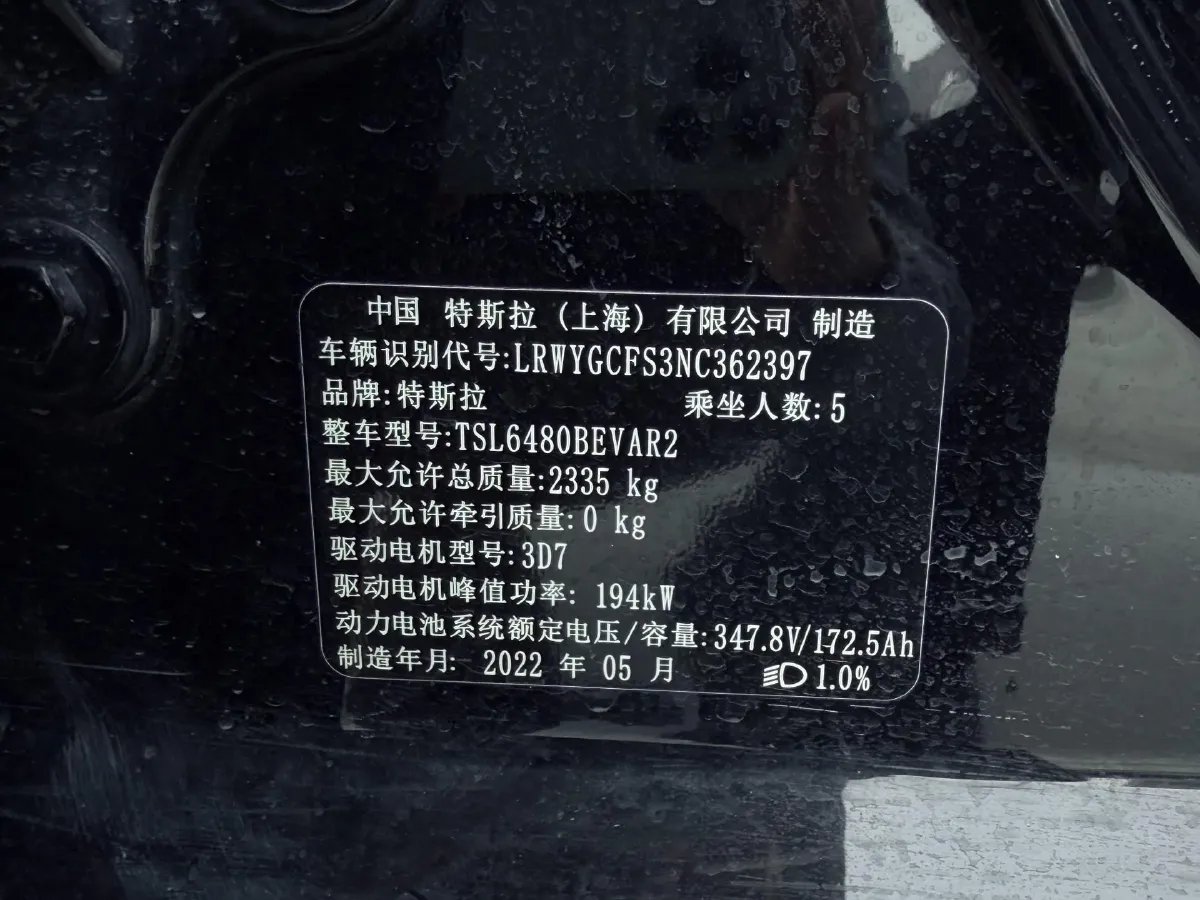 中国 特斯拉（上海）有限公司 制造
车辆识别代号:LRWYGCFS3NC362397
品牌:特斯拉 乘坐人数:5
整车型号:TSL6480BEVAR2
最大允许总质量:2335 kg
最大允许牵引质量:0 kg
驱动电机型号:3D7
驱动电机峰值功率: 194kW
动力电池系统额定电压/容量:347.8V/172.5Ah
制造年月: 2022 年 05 月 1.0%